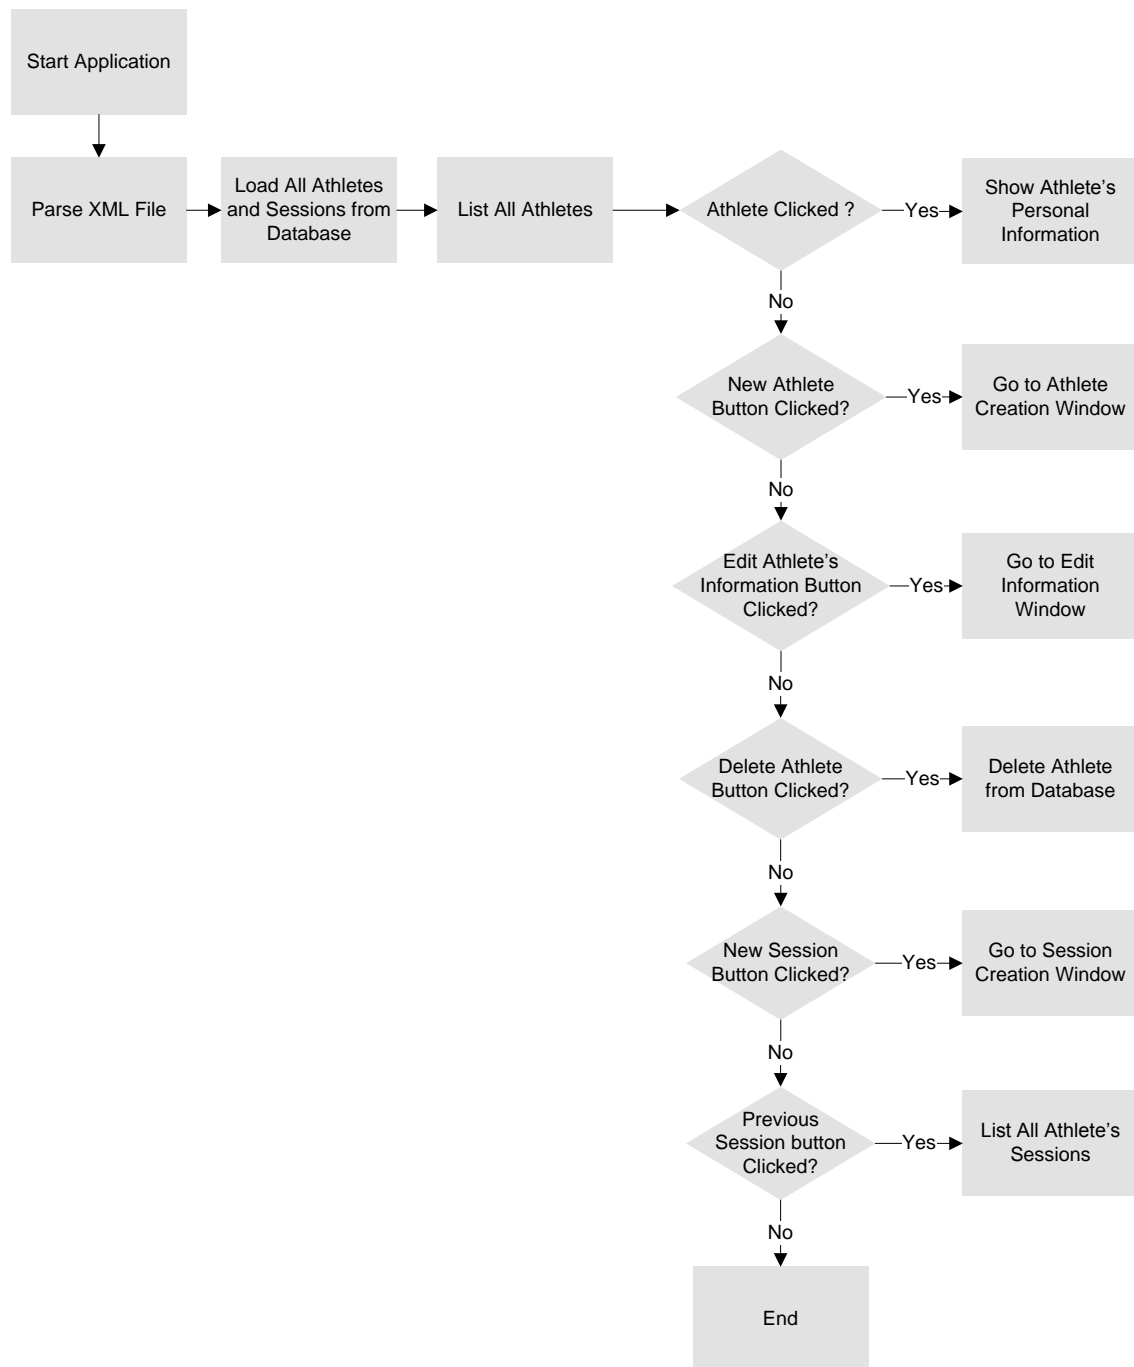 Start Application
Parse XML File
Load All Athletes
and Sessions from
Database
List All Athletes
Athlete Clicked ?
Yes
Show Athlete’s
Personal
Information
No
New Athlete
Button Clicked?
Yes
Go to Athlete
Creation Window
No
Edit Athlete’s
Information Button
Clicked?
Yes
Go to Edit
Information
Window
No
Delete Athlete
Button Clicked?
Yes
Delete Athlete
from Database
No
New Session
Button Clicked?
Yes
Go to Session
Creation Window
No
Previous
Session button
Clicked?
Yes
List All Athlete’s
Sessions
No
End